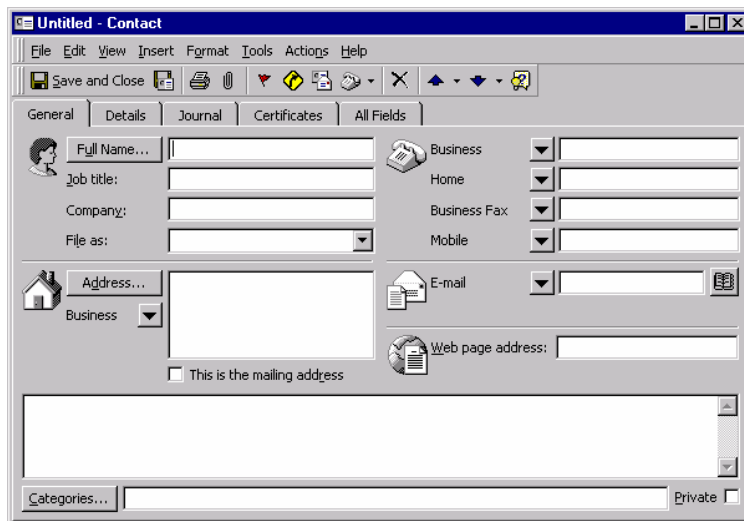 Untitled - Contact
File Edit View Insert Format Tools Actions Help
Save and Close
General Details Journal Certificates All Fields
Full Name... Business
Job title: Home
Company: Business Fax
File as: Mobile
Address... E-mail
Business
Web page address:
This is the mailing address
Categories... Private